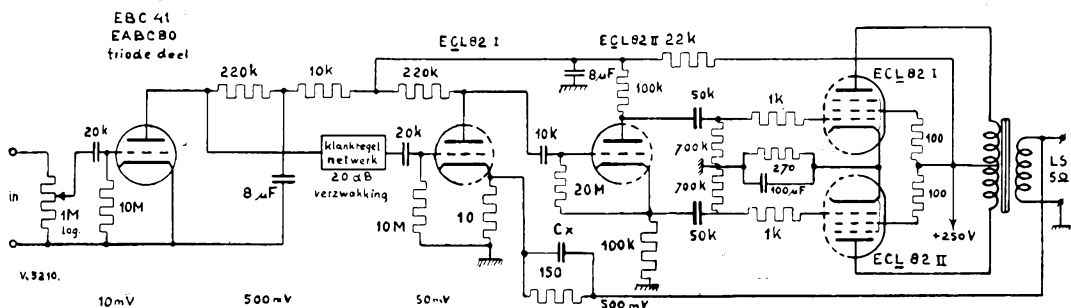 EBC 41
EABC80
triode deel
ECL82 I
ECL82 II
22k
220k
10k
220k
8µF
100k
50k
1k
ECL82 I
20k
klankregel
netwerk
20 dB
verzwakking
20k
10k
700k
270
100µF
100
in
1M
log.
10M
8µF
10M
10
20M
700k
100
LS
5Ω
Cx
150
100k
50k
1k
+250V
ECL82 II
V.3210.
10mV
500mV
50mV
500mV